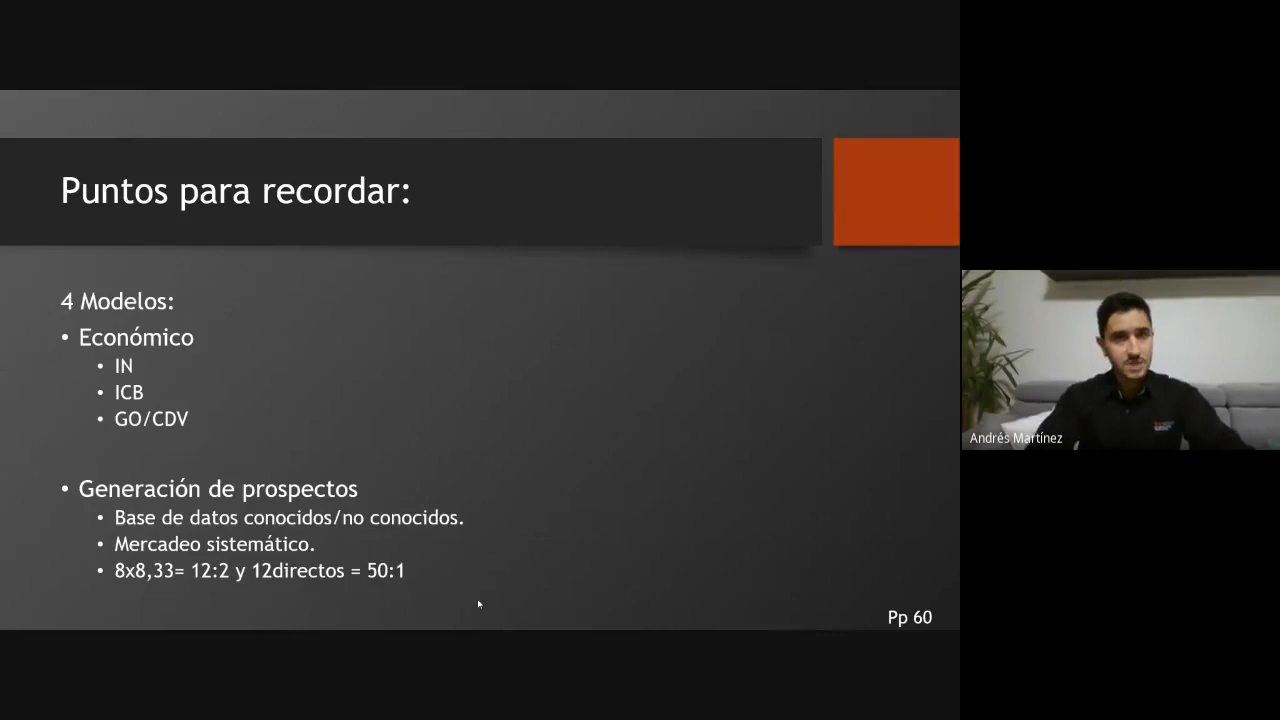 Puntos para recordar:
4 Modelos:
• Económico
• IN
• ICB
• GO/CDV
• Generación de prospectos
• Base de datos conocidos/no conocidos.
• Mercadeo sistemático.
• 8x8,33= 12:2 y 12directos = 50:1
Pp 60
Andrés Martínez